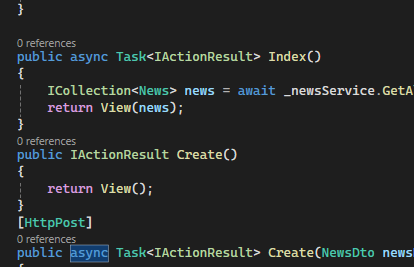 }
0 references
public async Task<IActionResult> Index()
{
ICollection<News> news = await _newsService.GetA
return View(news);
}
0 references
public IActionResult Create()
{
return View();
}
[HttpPost]
0 references
public async Task<IActionResult> Create(NewsDto news
{